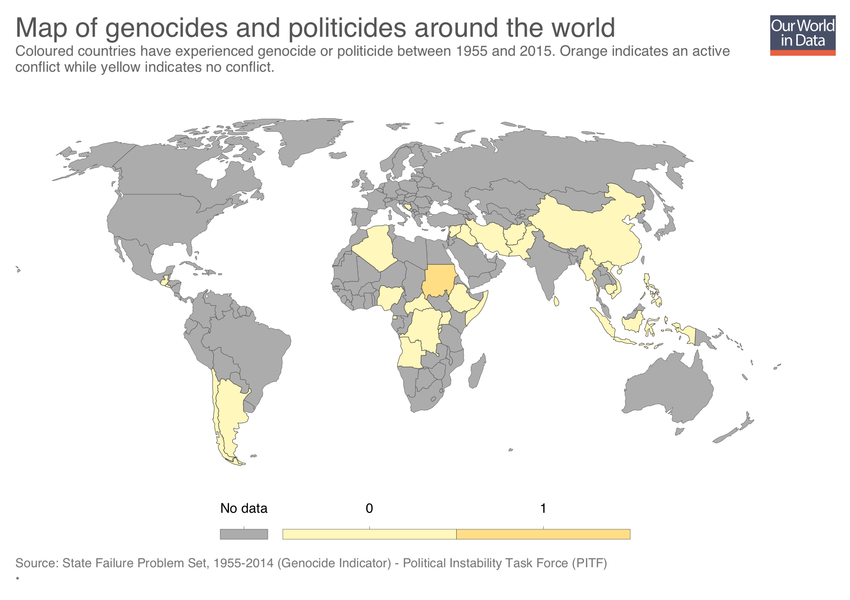 Map of genocides and politicides around the world
Our World
in Data
Coloured countries have experienced genocide or politicide between 1955 and 2015. Orange indicates an active
conflict while yellow indicates no conflict.
No data
0
1
Source: State Failure Problem Set, 1955-2014 (Genocide Indicator) - Political Instability Task Force (PITF)